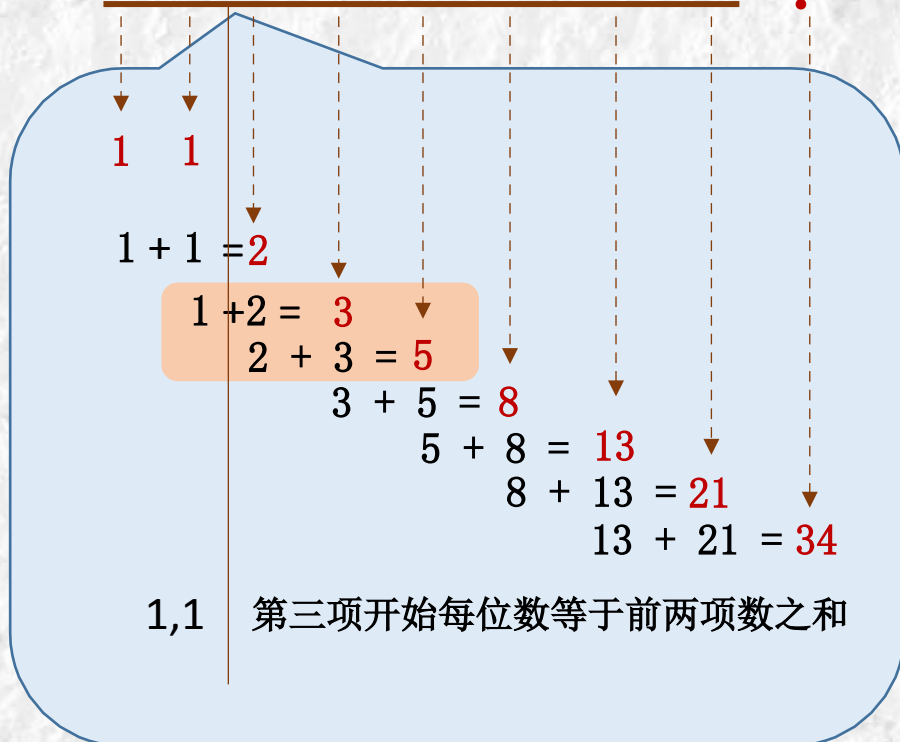 1 1
1 + 1 =2
1 +2 = 3
2 + 3 = 5
3 + 5 = 8
5 + 8 = 13
8 + 13 = 21
13 + 21 = 34
1,1 第三项开始每位数等于前两项数之和